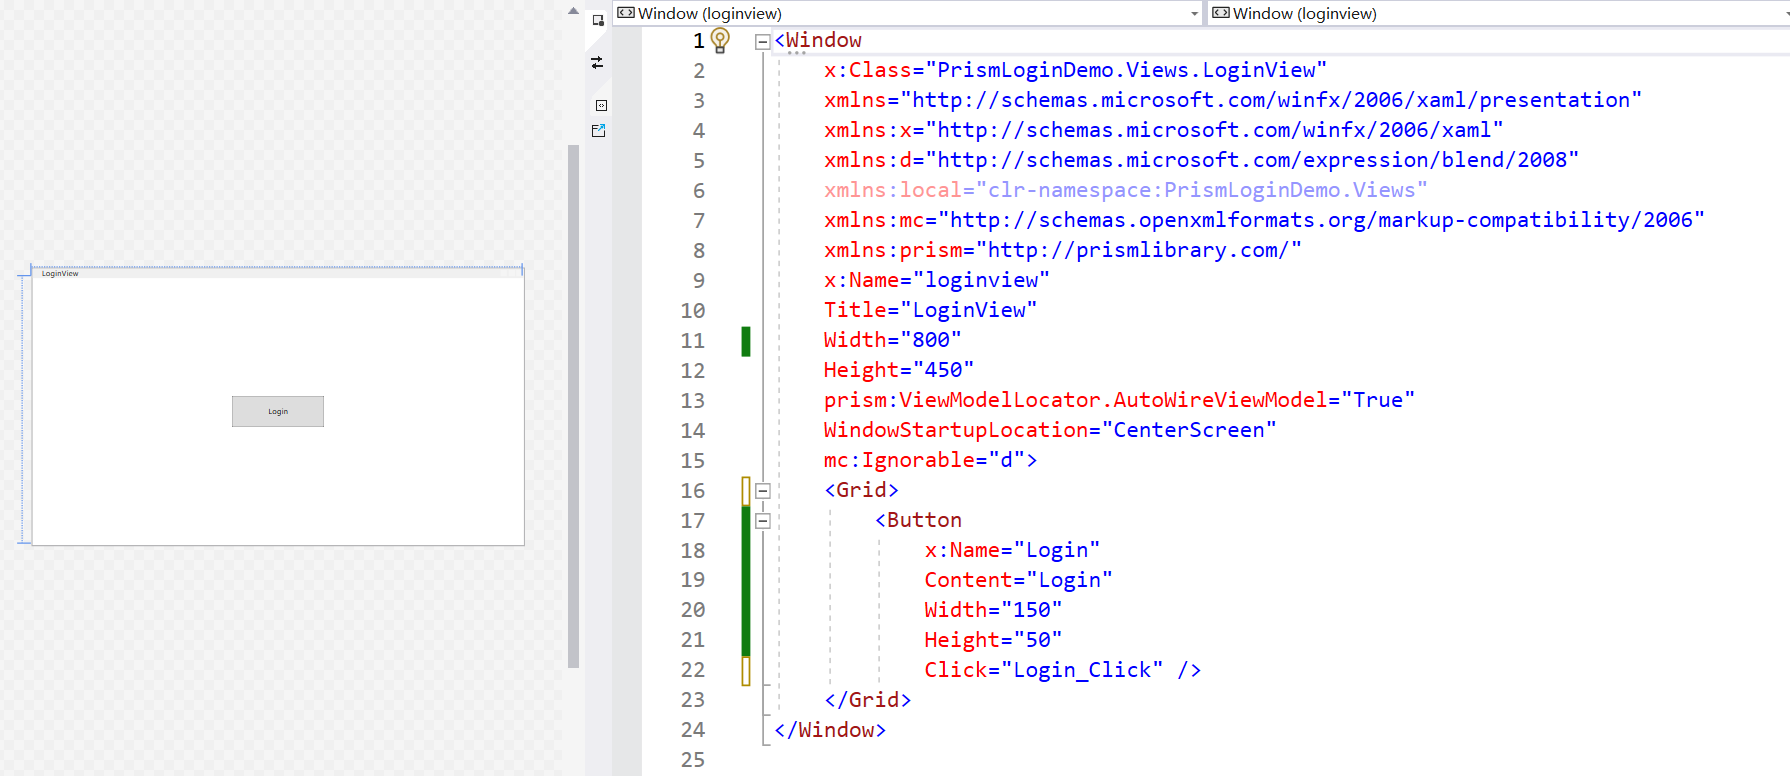 LoginView
Login
Window (loginview)
Window (loginview)
1 <Window
2 x:Class="PrismLoginDemo.Views.LoginView"
3 xmlns="http://schemas.microsoft.com/winfx/2006/xaml/presentation"
4 xmlns:x="http://schemas.microsoft.com/winfx/2006/xaml"
5 xmlns:d="http://schemas.microsoft.com/expression/blend/2008"
6 xmlns:local="clr-namespace:PrismLoginDemo.Views"
7 xmlns:mc="http://schemas.openxmlformats.org/markup-compatibility/2006"
8 xmlns:prism="http://prismlibrary.com/"
9 x:Name="loginview"
10 Title="LoginView"
11 Width="800"
12 Height="450"
13 prism:ViewModelLocator.AutoWireViewModel="True"
14 WindowStartupLocation="CenterScreen"
15 mc:Ignorable="d">
16 <Grid>
17 <Button
18 x:Name="Login"
19 Content="Login"
20 Width="150"
21 Height="50"
22 Click="Login_Click" />
23 </Grid>
24 </Window>
25